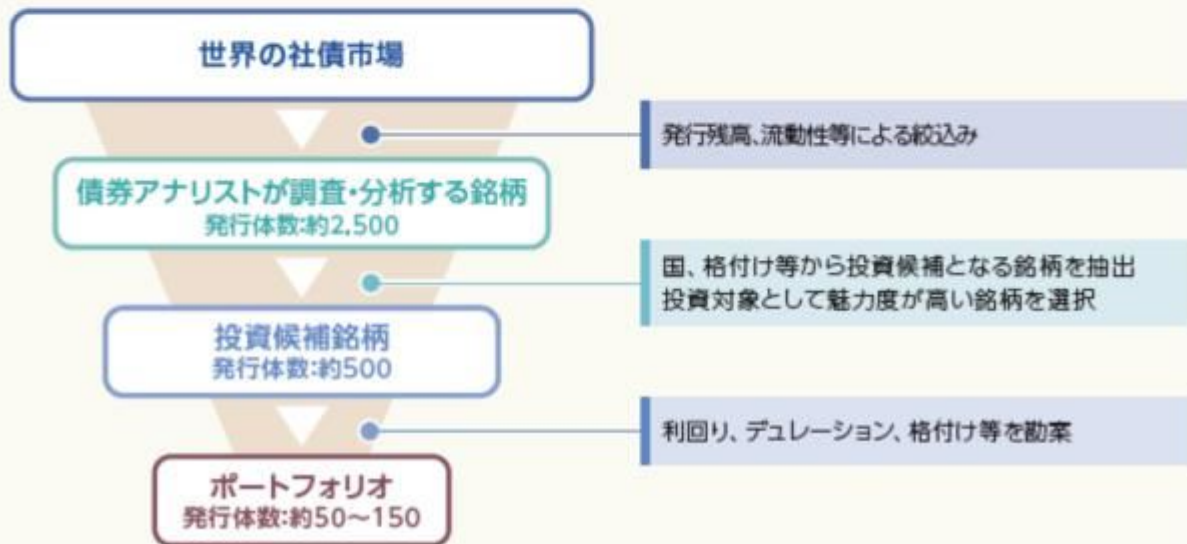 世界の社債市場
発行残高、流動性等による絞込み
債券アナリストが調査・分析する銘柄
発行体数:約2,500
国、格付け等から投資候補となる銘柄を抽出
投資対象として魅力度が高い銘柄を選択
投資候補銘柄
発行体数:約500
利回り、デュレーション、格付け等を勘案
ポートフォリオ
発行体数:約50～150